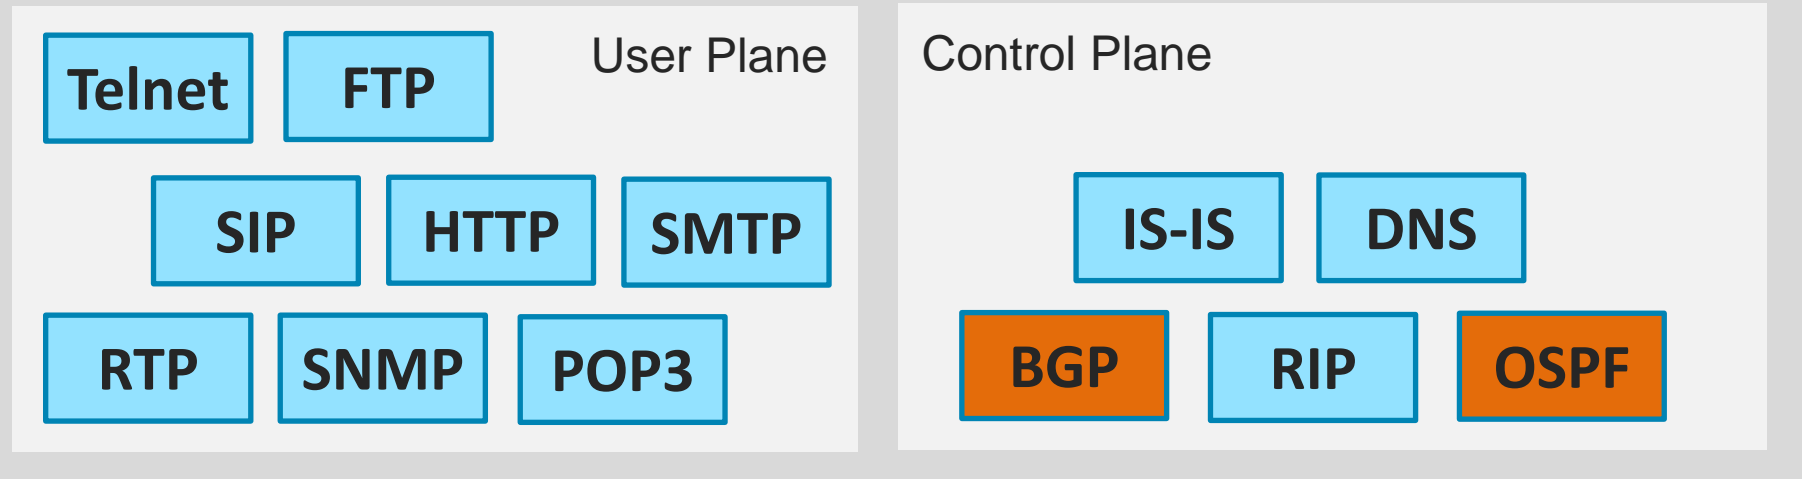 User Plane
Telnet
FTP
SIP
HTTP
SMTP
RTP
SNMP
POP3
Control Plane
IS-IS
DNS
BGP
RIP
OSPF